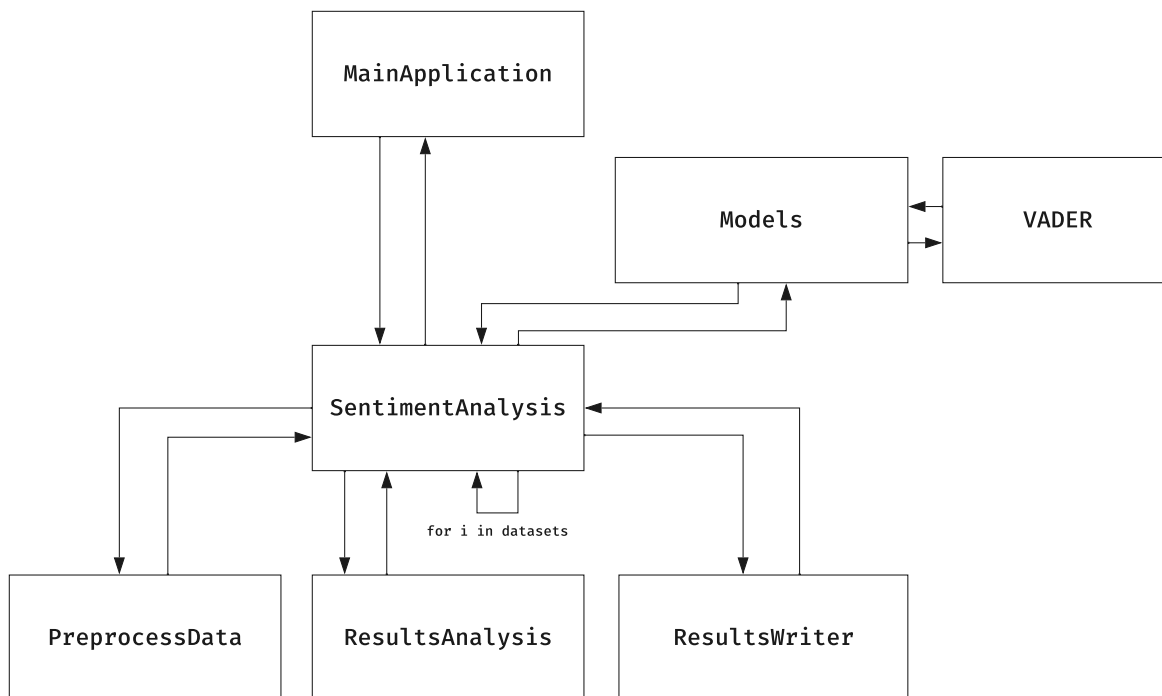 MainApplication
Models
VADER
SentimentAnalysis
for i in datasets
PreprocessData
ResultsAnalysis
ResultsWriter